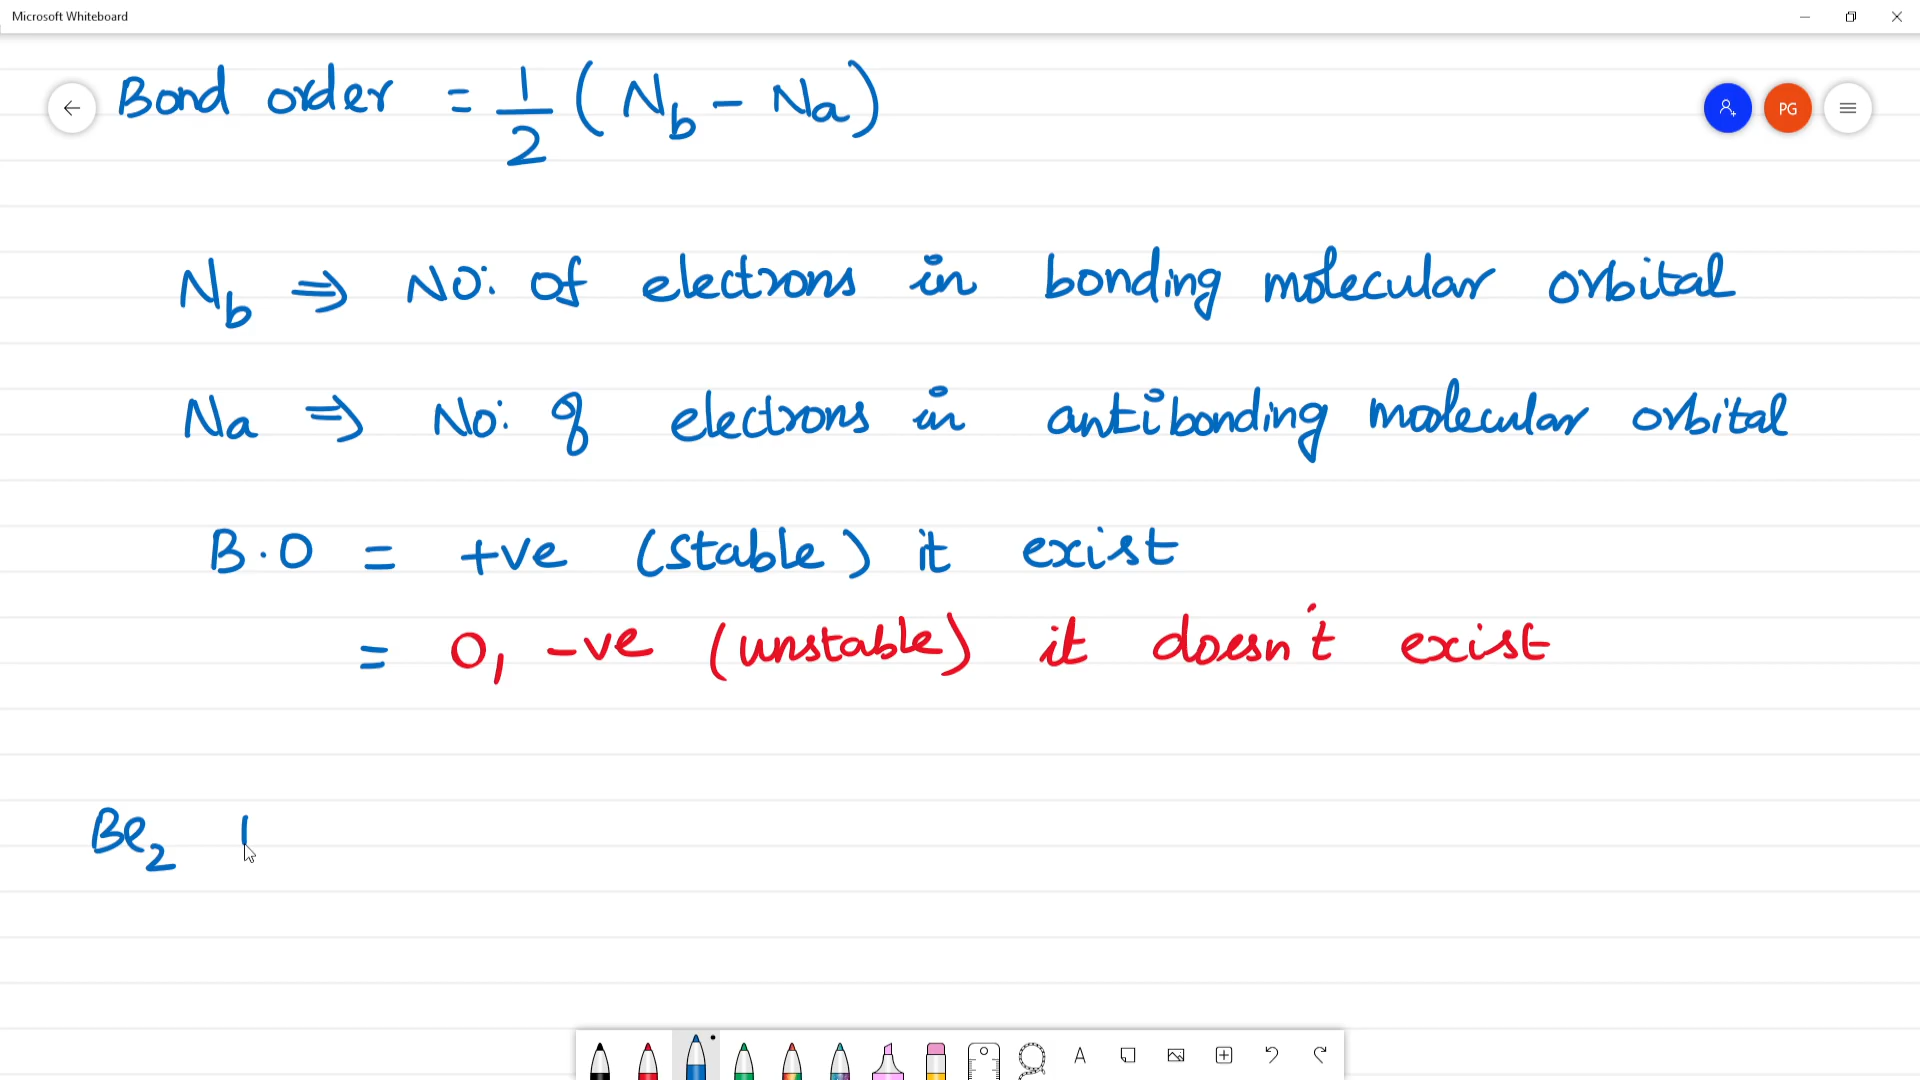 Microsoft Whiteboard
Bond order = 1/2 (Nb - Na)
PG
Nb ⇒ No: of electrons in bonding molecular orbital
Na ⇒ No: of electrons in antibonding molecular orbital
B.O = +ve (stable) it exist
= 0, -ve (unstable) it doesn't exist
Be2 |